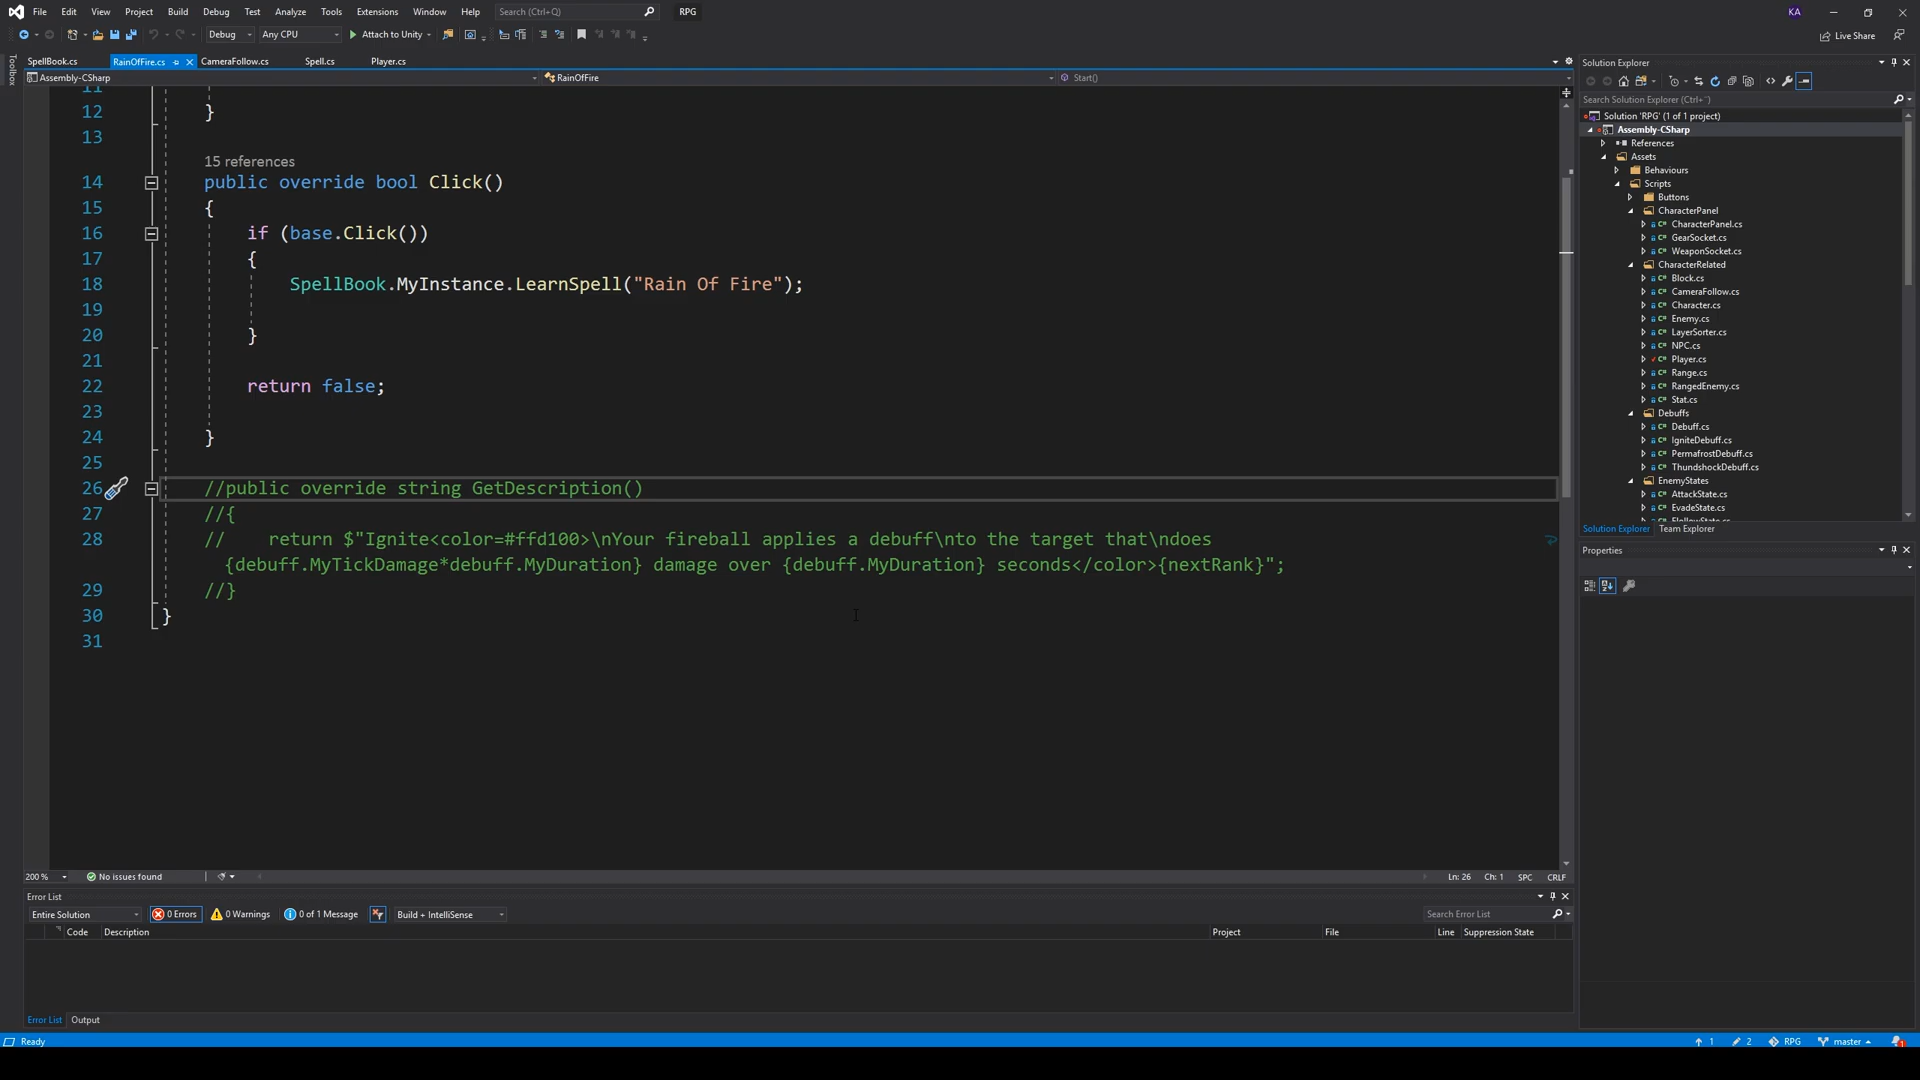 File Edit View Project Build Debug Test Analyze Tools Extensions Window Help Search (Ctrl+Q) RPG KA
Debug Any CPU Attach to Unity Live Share
Toolbox
SpellBook.cs RainOfFire.cs CameraFollow.cs Spell.cs Player.cs
Assembly-CSharp RainOfFire Start()
11
12 }
13
15 references
14 public override bool Click()
15 {
16 if (base.Click())
17 {
18 SpellBook.MyInstance.LearnSpell("Rain Of Fire");
19
20 }
21
22 return false;
23
24 }
25
26 //public override string GetDescription()
27 //{
28 // return $"Ignite<color=#ffd100>\nYour fireball applies a debuff\nto the target that\ndoes
{debuff.MyTickDamage*debuff.MyDuration} damage over {debuff.MyDuration} seconds</color>{nextRank}";
29 //}
30 }
31
200 % No issues found Ln: 26 Ch: 1 SPC CRLF
Error List
Entire Solution 0 Errors 0 Warnings 0 of 1 Message Build + IntelliSense Search Error List
Code Description Project File Line Suppression State
Error List Output
Ready 1 2 RPG master 1
Solution Explorer
Search Solution Explorer (Ctrl+¨)
Solution 'RPG' (1 of 1 project)
Assembly-CSharp
References
Assets
Behaviours
Scripts
Buttons
CharacterPanel
C# CharacterPanel.cs
C# GearSocket.cs
C# WeaponSocket.cs
CharacterRelated
C# Block.cs
C# CameraFollow.cs
C# Character.cs
C# Enemy.cs
C# LayerSorter.cs
C# NPC.cs
C# Player.cs
C# Range.cs
C# RangedEnemy.cs
C# Stat.cs
Debuffs
C# Debuff.cs
C# IgniteDebuff.cs
C# PermafrostDebuff.cs
C# ThundshockDebuff.cs
EnemyStates
C# AttackState.cs
C# EvadeState.cs
Solution Explorer Team Explorer
Properties